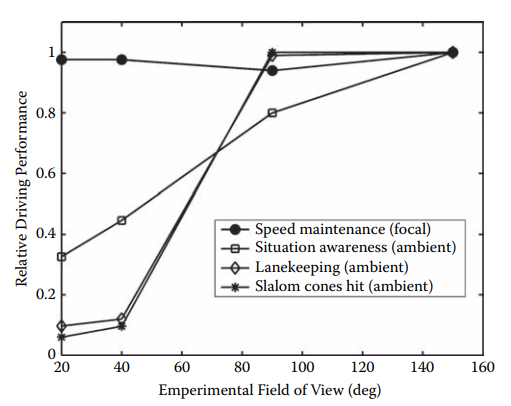 1
0.8
0.6
0.4
0.2
0
Relative Driving Performance
Speed maintenance (focal)
Situation awareness (ambient)
Lanekeeping (ambient)
Slalom cones hit (ambient)
20 40 60 80 100 120 140 160
Emperimental Field of View (deg)